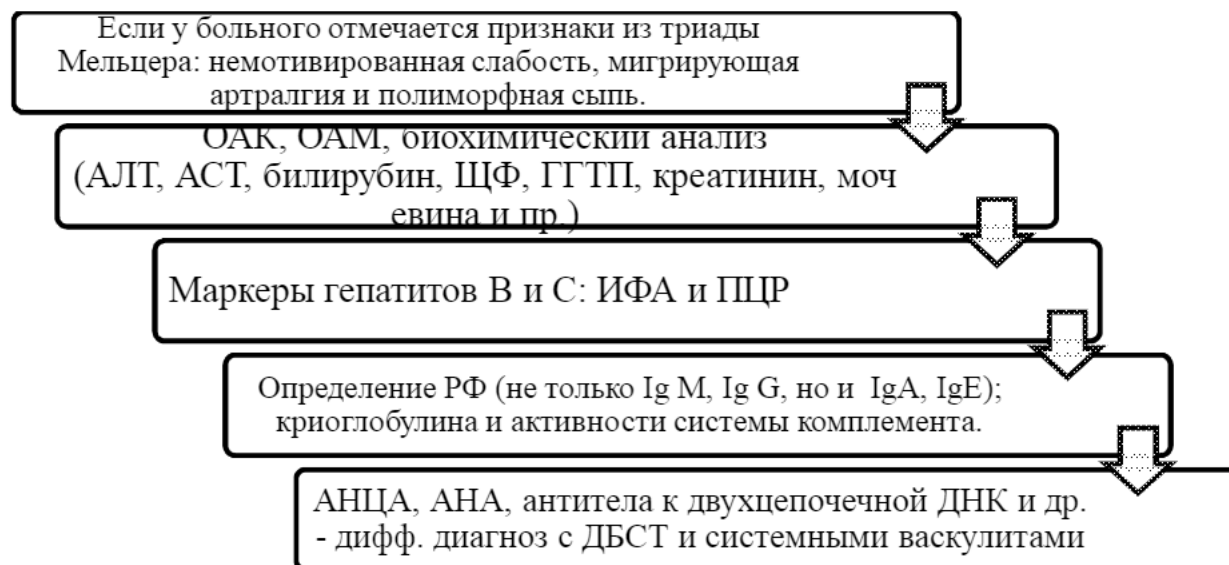 Если у больного отмечается признаки из триады
Мельцера: немотивированная слабость, мигрирующая
артралгия и полиморфная сыпь.
ОАК, ОАМ, биохимический анализ
(АЛТ, АСТ, билирубин, ЩФ, ГГТП, креатинин, моч
евина и пр.)
Маркеры гепатитов В и С: ИФА и ПЦР
Определение РФ (не только Ig M, Ig G, но и IgA, IgE);
криоглобулина и активности системы комплемента.
АНЦА, АНА, антитела к двухцепочечной ДНК и др.
- дифф. диагноз с ДБСТ и системными васкулитами